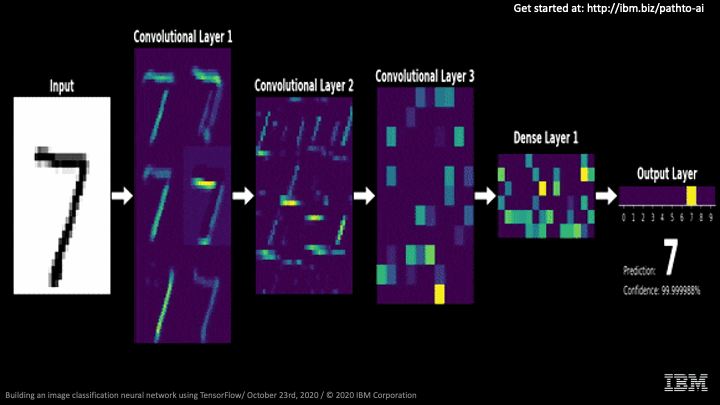 Get started at: http://ibm.biz/pathto-ai
Convolutional Layer 1
Input
Convolutional Layer 2
Convolutional Layer 3
Dense Layer 1
Output Layer
0 1 2 3 4 5 6 7 8 9
Prediction: 7
Confidence: 99.999988%
IBM
Building an image classification neural network using TensorFlow/ October 23rd, 2020 / © 2020 IBM Corporation